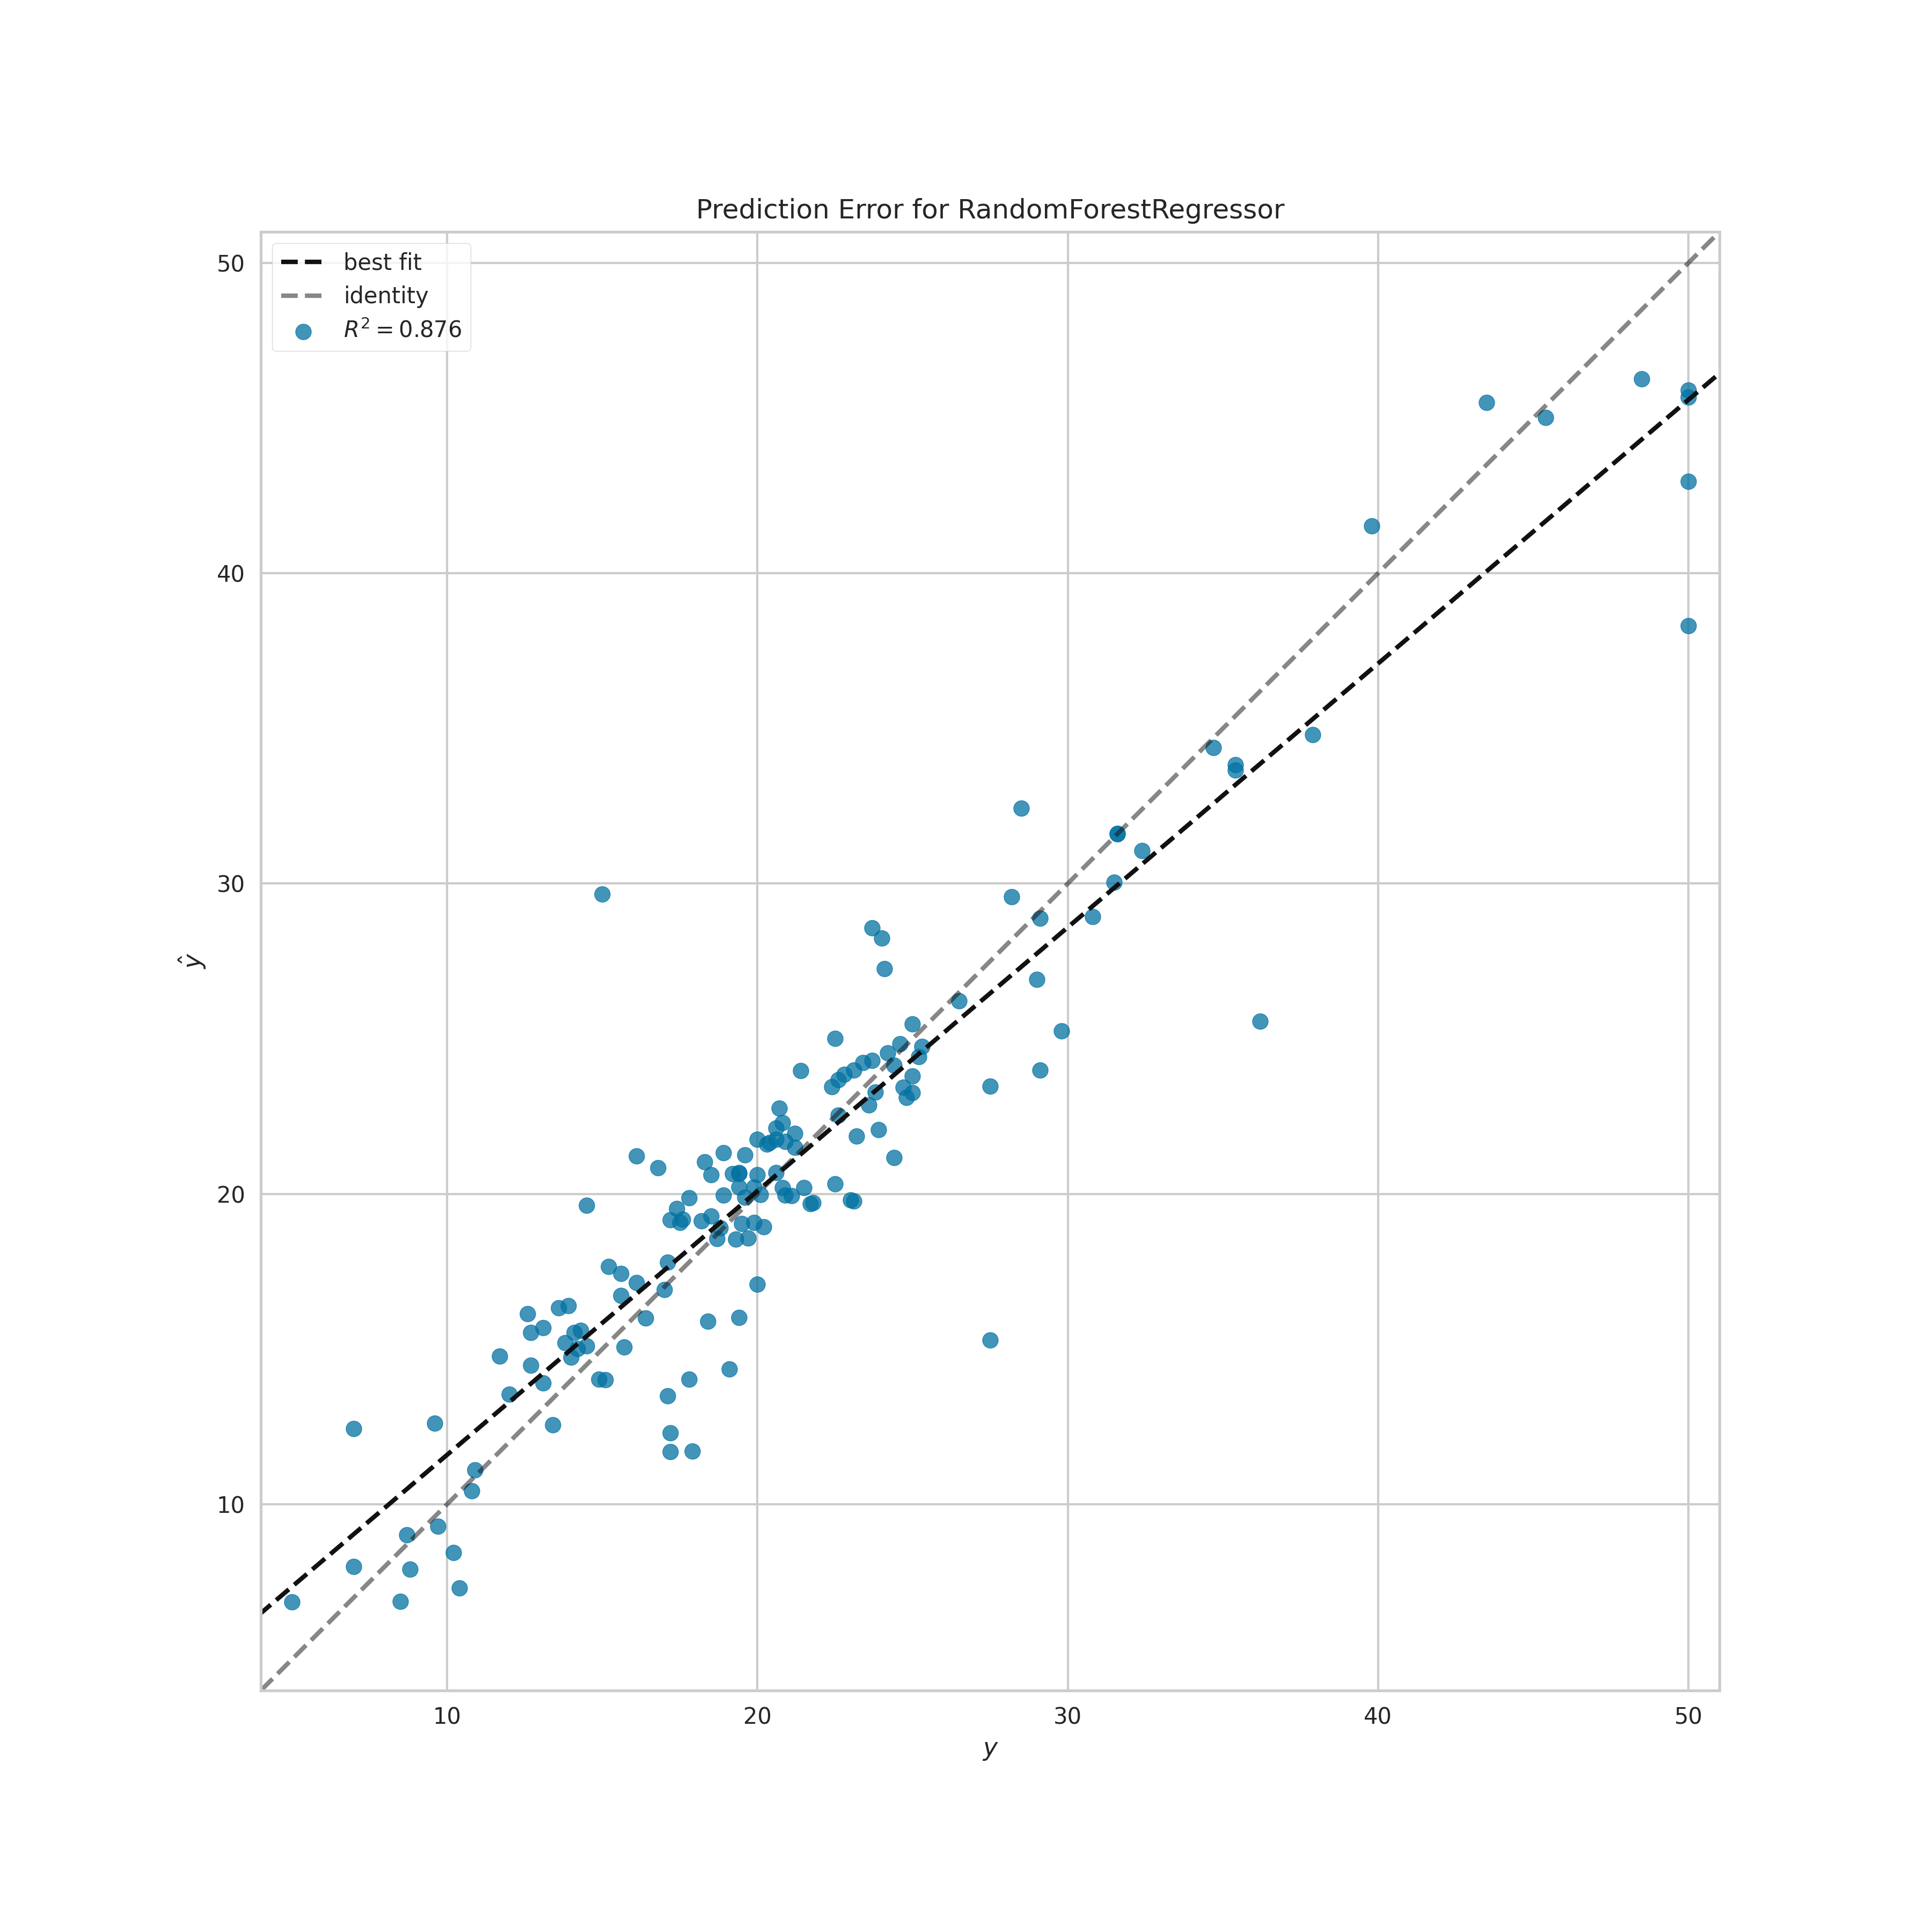 Prediction Error for RandomForestRegressor
best fit
identity
R² = 0.876
50
40
30
20
10
ŷ
10 20 30 40 50
y